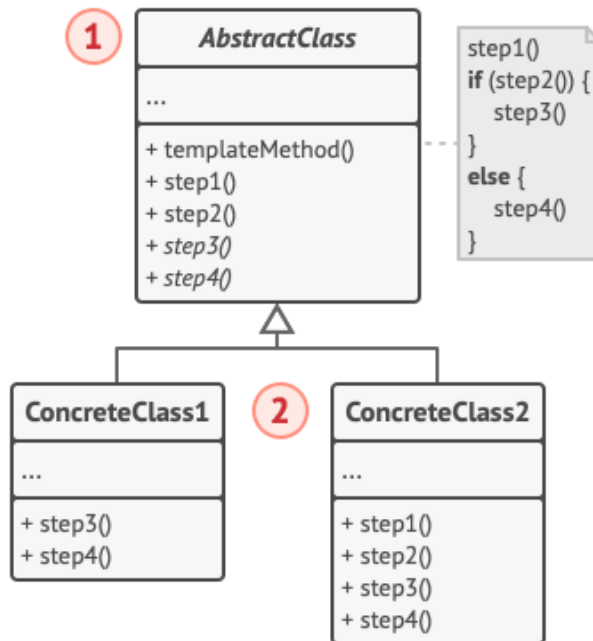 1
AbstractClass
...
+ templateMethod()
+ step1()
+ step2()
+ step3()
+ step4()
step1()
if (step2()) {
step3()
}
else {
step4()
}
ConcreteClass1
...
+ step3()
+ step4()
2
ConcreteClass2
...
+ step1()
+ step2()
+ step3()
+ step4()